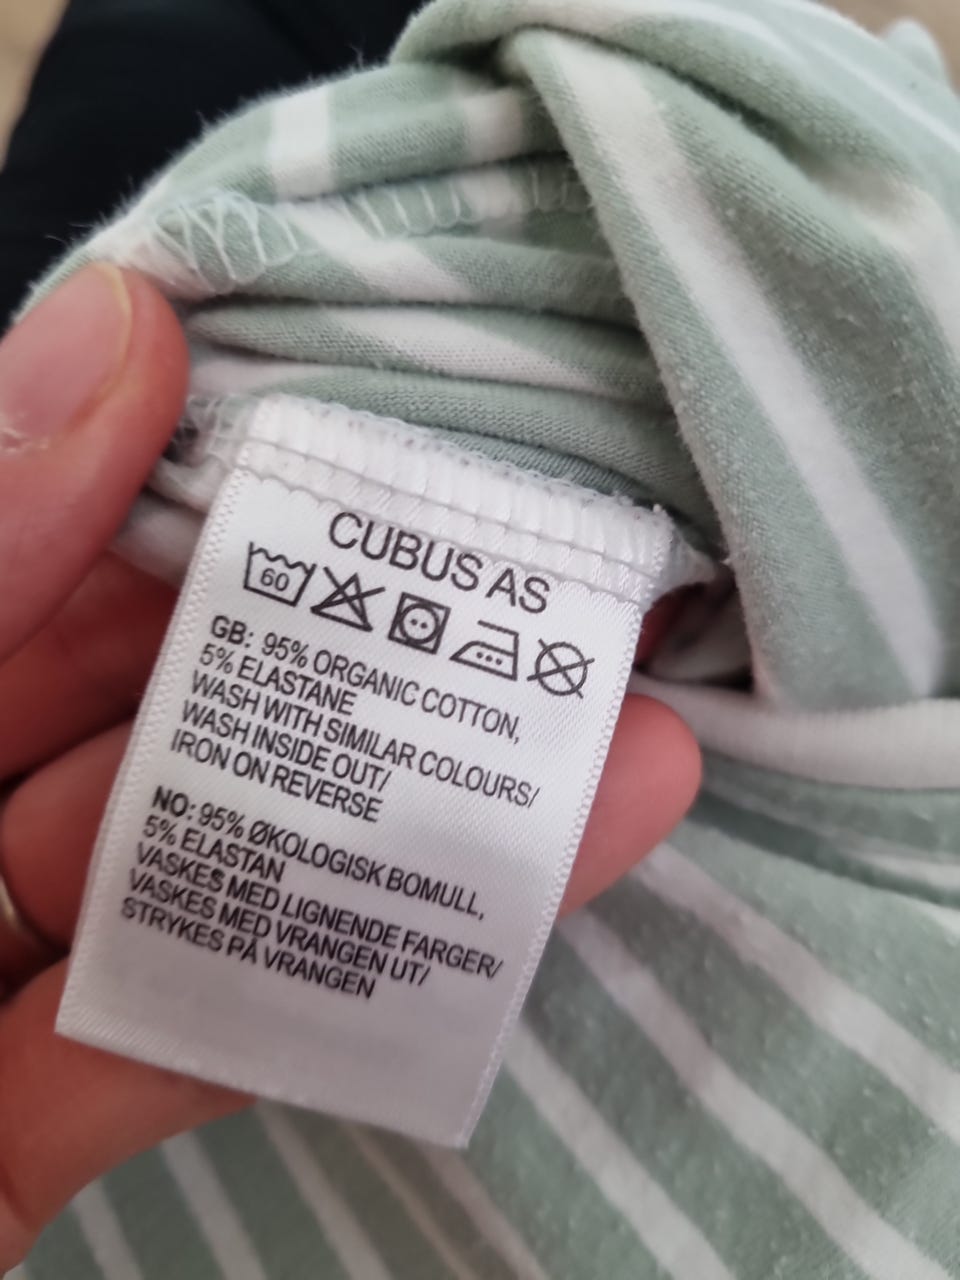 CUBUS AS
60
GB: 95% ORGANIC COTTON,
5% ELASTANE
WASH WITH SIMILAR COLOURS/
WASH INSIDE OUT/
IRON ON REVERSE
NO: 95% ØKOLOGISK BOMULL,
5% ELASTAN
VASKES MED LIGNENDE FARGER/
VASKES MED VRANGEN UT/
STRYKES PÅ VRANGEN